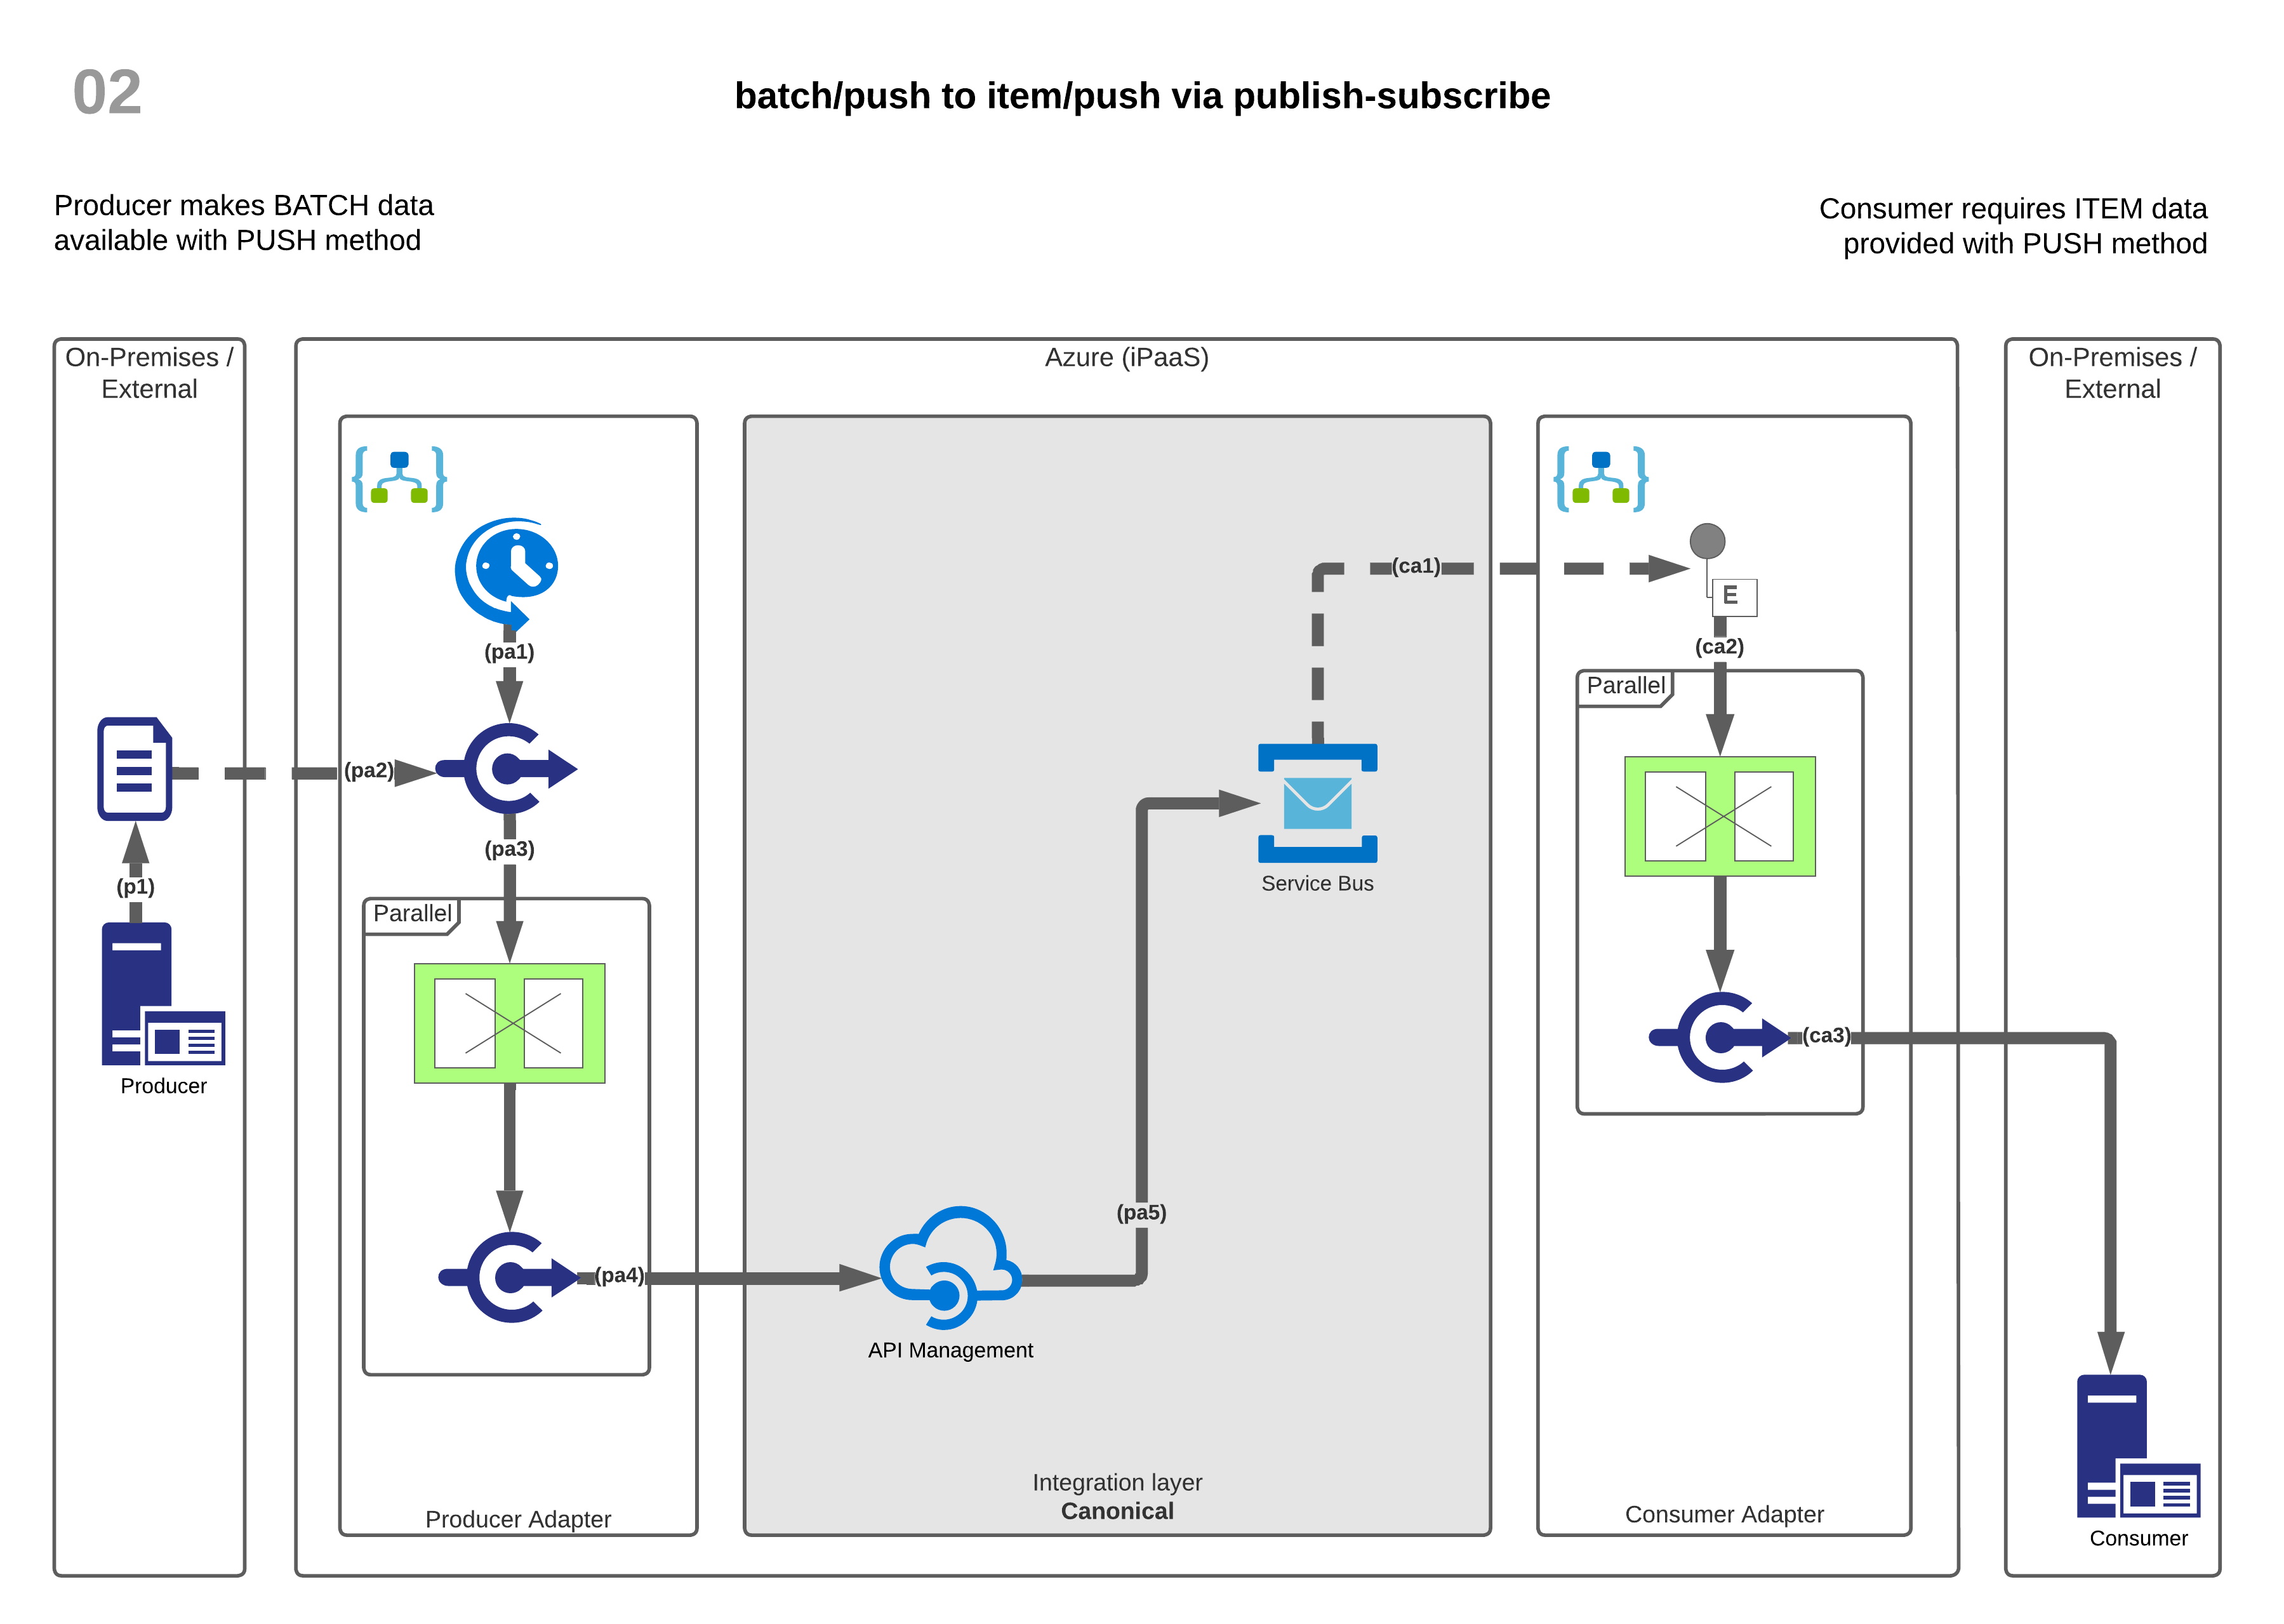 02
batch/push to item/push via publish-subscribe
Producer makes BATCH data
available with PUSH method
Consumer requires ITEM data
provided with PUSH method
On-Premises /
External
Azure (iPaaS)
On-Premises /
External
(ca1)
E
(pa1)
(ca2)
Parallel
(pa2)
(pa3)
(p1)
Service Bus
Parallel
(ca3)
Producer
(pa5)
(pa4)
API Management
Integration layer
Canonical
Producer Adapter
Consumer Adapter
Consumer